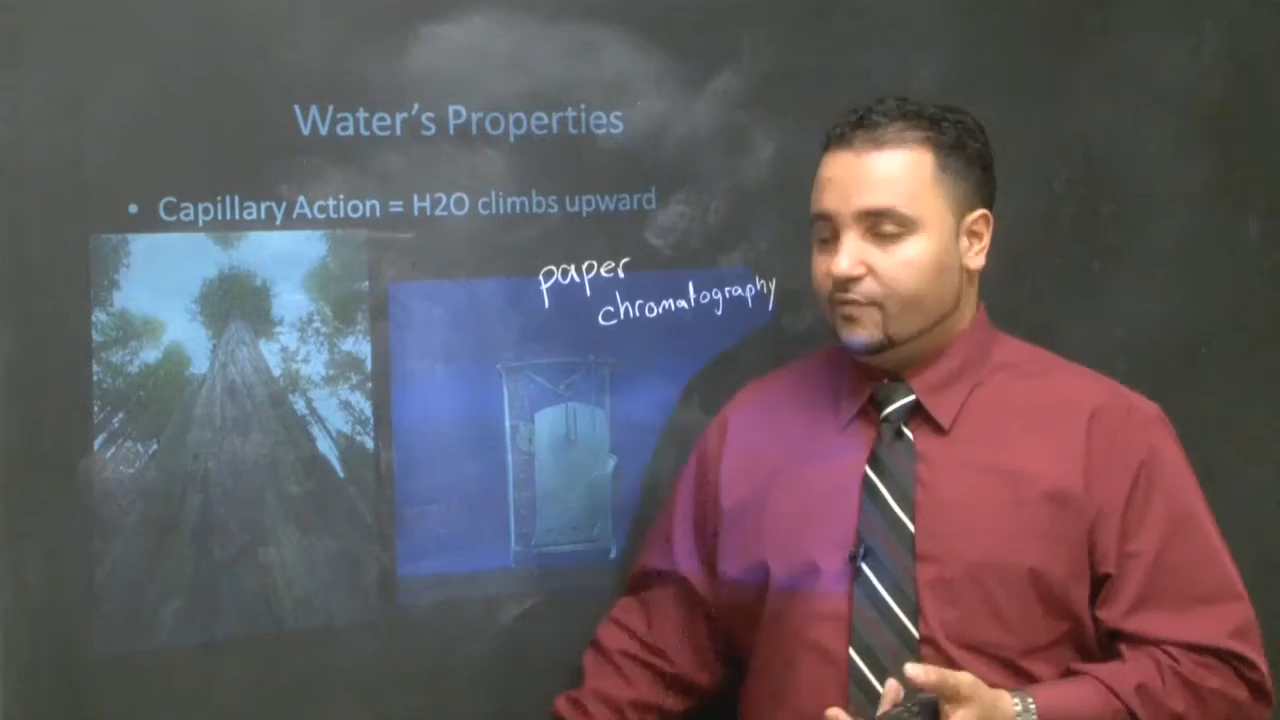 Water's Properties
• Capillary Action = H2O climbs upward
paper
chromatography